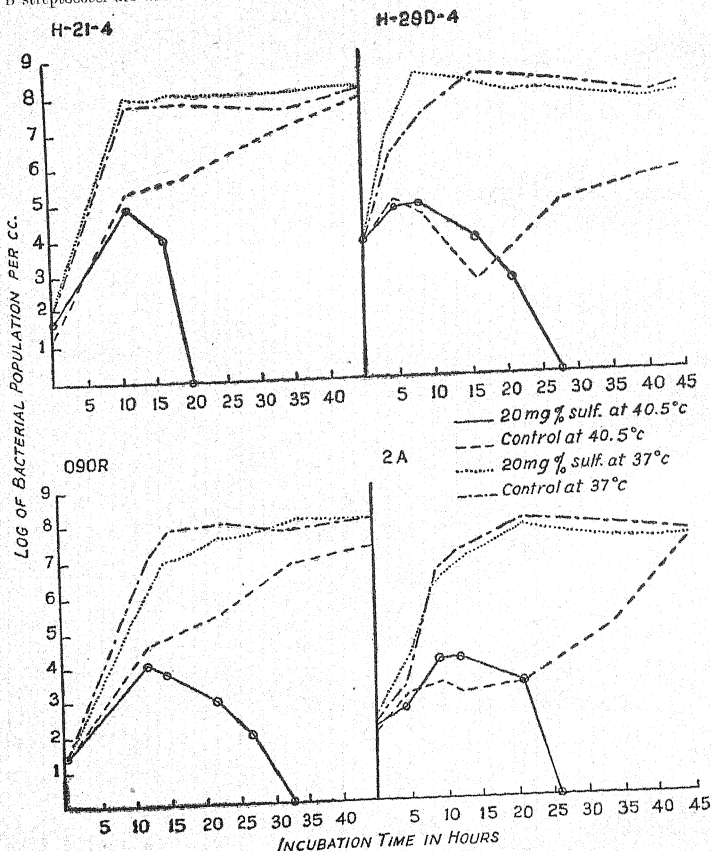 H-21-4
H-29D-4
9
8
7
6
5
4
3
2
1
LOG OF BACTERIAL POPULATION PER CC.
5 10 15 20 25 30 35 40
5 10 15 20 25 30 35 40 45
20 mg % sulf. at 40.5°c
Control at 40.5°c
20 mg % sulf. at 37°c
Control at 37°c
090R
2 A
9
8
7
6
5
4
3
2
1
5 10 15 20 25 30 35 40
5 10 15 20 25 30 35 40 45
INCUBATION TIME IN HOURS